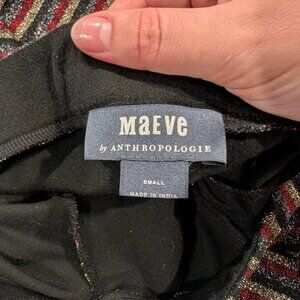 MaEVe
by ANTHROPOLOGIE
SMALL
MADE IN INDIA